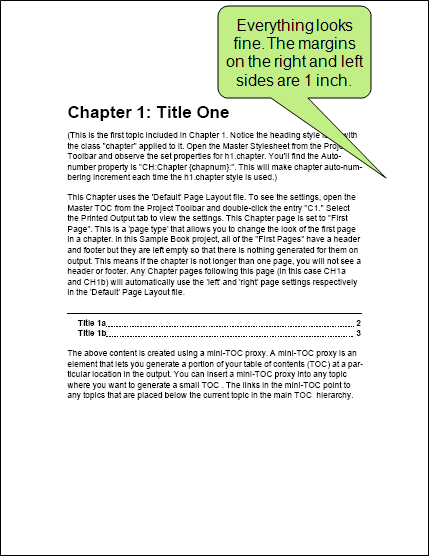 Everything looks
fine. The margins
on the right and left
sides are 1 inch.
Chapter 1: Title One
(This is the first topic included in Chapter 1. Notice the heading style with
the class "chapter" applied to it. Open the Master Stylesheet from the Project
Toolbar and observe the set properties for h1.chapter. You'll find the Auto-
number property is "CH:Chapter {chapnum}:". This will make chapter auto-num-
bering increment each time the h1.chapter style is used.)
This Chapter uses the 'Default' Page Layout file. To see the settings, open the
Master TOC from the Project Toolbar and double-click the entry "C1." Select
the Printed Output tab to view the settings. This Chapter page is set to "First
Page". This is a 'page type' that allows you to change the look of the first page
in a chapter. In this Sample Book project, all of the "First Pages" have a header
and footer but they are left empty so that there is nothing generated for them on
output. This means if the chapter is not longer than one page, you will not see a
header or footer. Any Chapter pages following this page (in this case CH1a
and CH1b) will automatically use the 'left' and 'right' page settings respectively
in the 'Default' Page Layout file.
Title 1a 2
Title 1b 3
The above content is created using a mini-TOC proxy. A mini-TOC proxy is an
element that lets you generate a portion of your table of contents (TOC) at a par-
ticular location in the output. You can insert a mini-TOC proxy into any topic
where you want to generate a small TOC . The links in the mini-TOC point to
any topics that are placed below the current topic in the main TOC hierarchy.